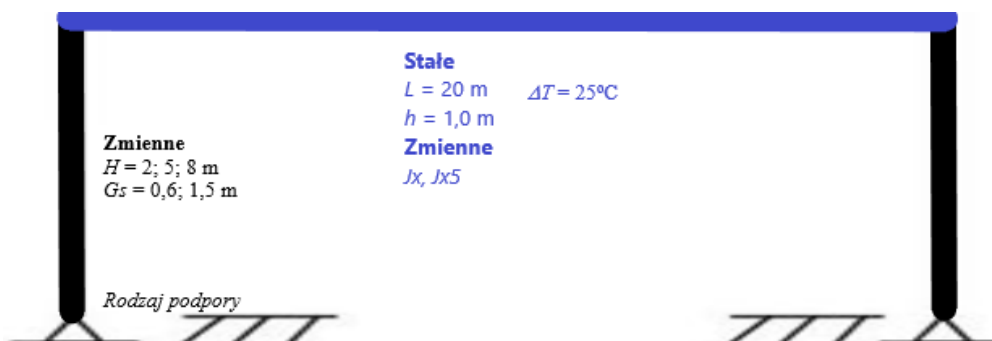 Stałe
L = 20 m ΔT = 25ºC
h = 1,0 m
Zmienne
Jx, Jx5
Zmienne
H = 2; 5; 8 m
Gs = 0,6; 1,5 m
Rodzaj podpory